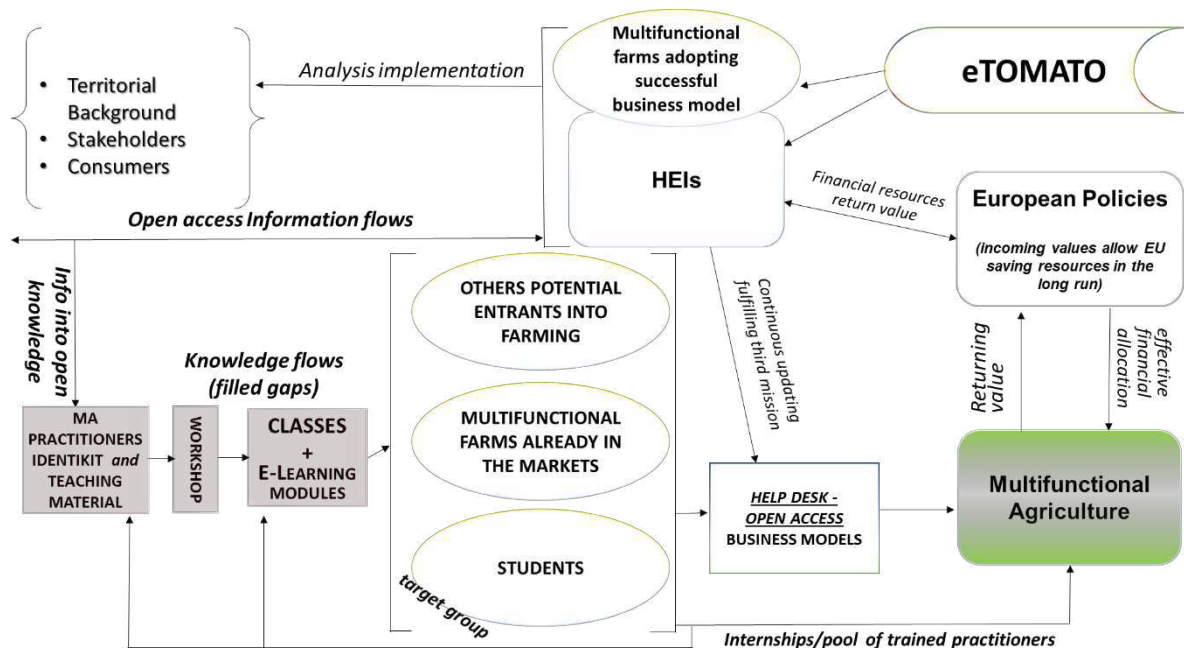 Multifunctional
farms adopting
successful
business model
eTOMATO
Analysis implementation
• Territorial
Background
• Stakeholders
• Consumers
HEIs
Financial resources
return value
European Policies
(incoming values allow EU
saving resources in the
long run)
Open access Information flows
Info into open
knowledge
OTHERS POTENTIAL
ENTRANTS INTO
FARMING
Continuous updating
fulfilling third mission
Returning
value
effective
financial
allocation
Knowledge flows
(filled gaps)
MA
PRACTITIONERS
IDENTIKIT and
TEACHING
MATERIAL
WORKSHOP
CLASSES
+
E-LEARNING
MODULES
MULTIFUNCTIONAL
FARMS ALREADY IN
THE MARKETS
HELP DESK -
OPEN ACCESS
BUSINESS MODELS
Multifunctional
Agriculture
STUDENTS
target group
Internships/pool of trained practitioners